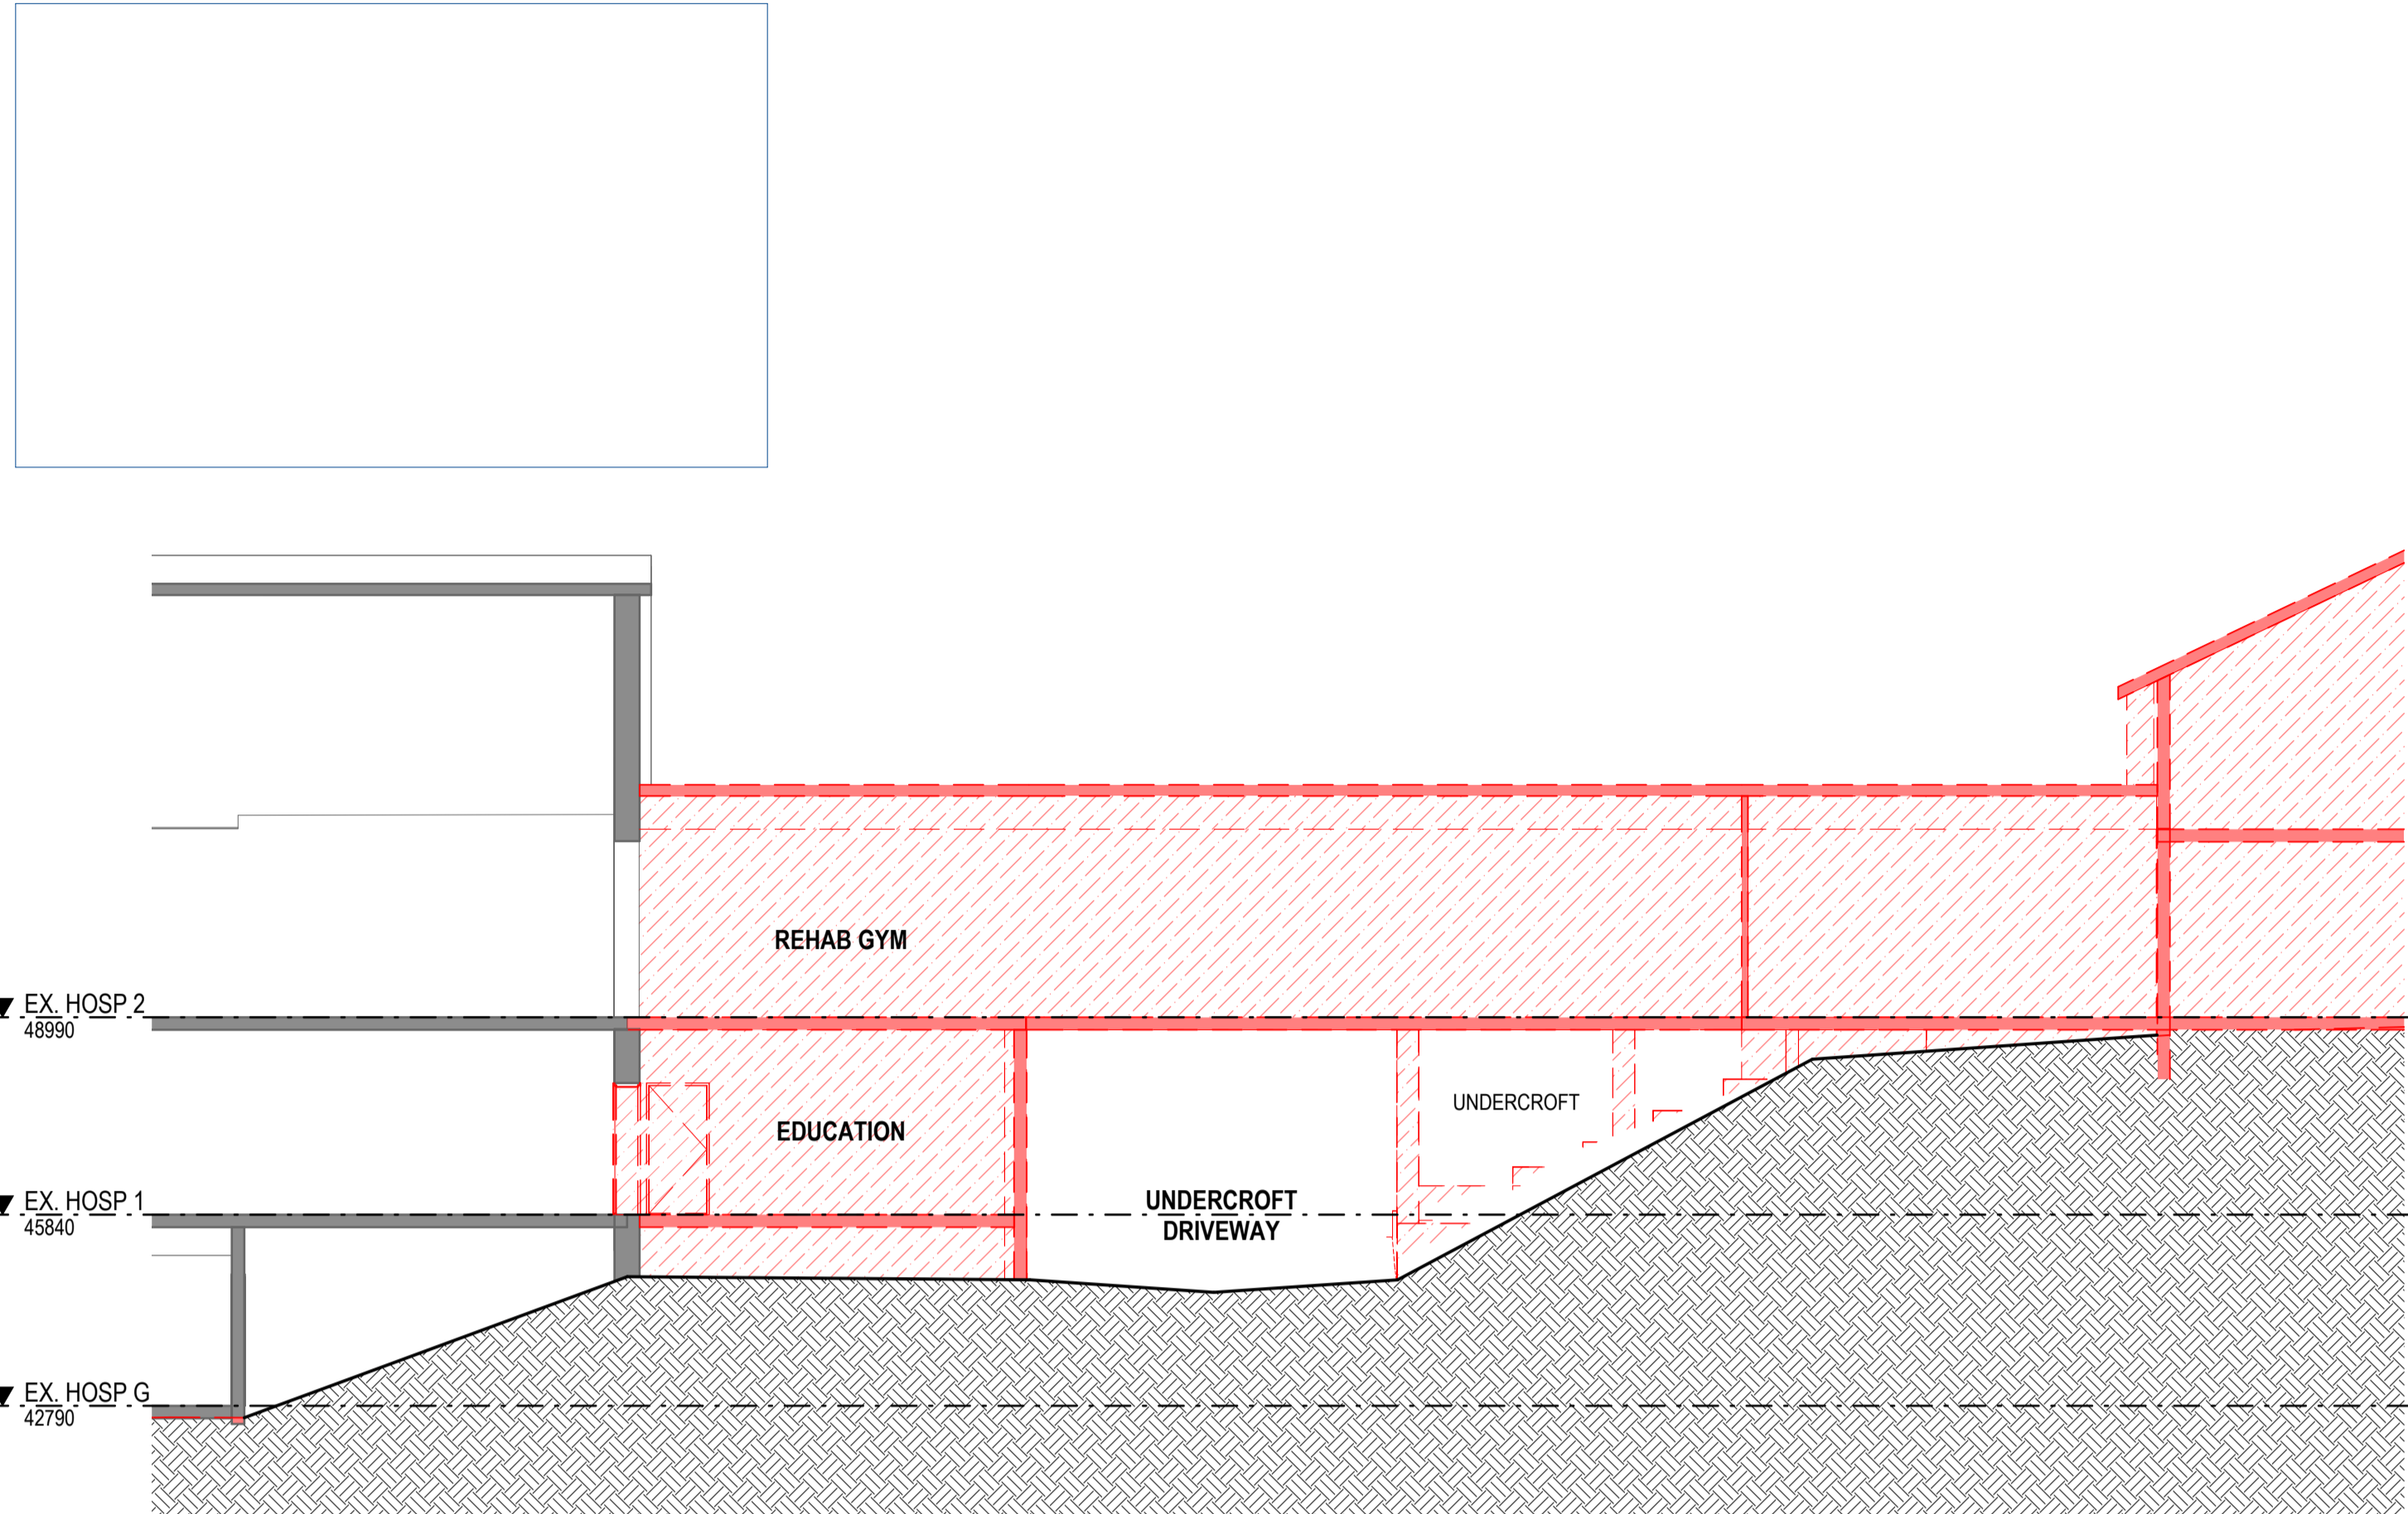 REHAB GYM
EX. HOSP 2
48990
UNDERCROFT
EDUCATION
EX. HOSP 1
45840
UNDERCROFT
DRIVEWAY
EX. HOSP G
42790